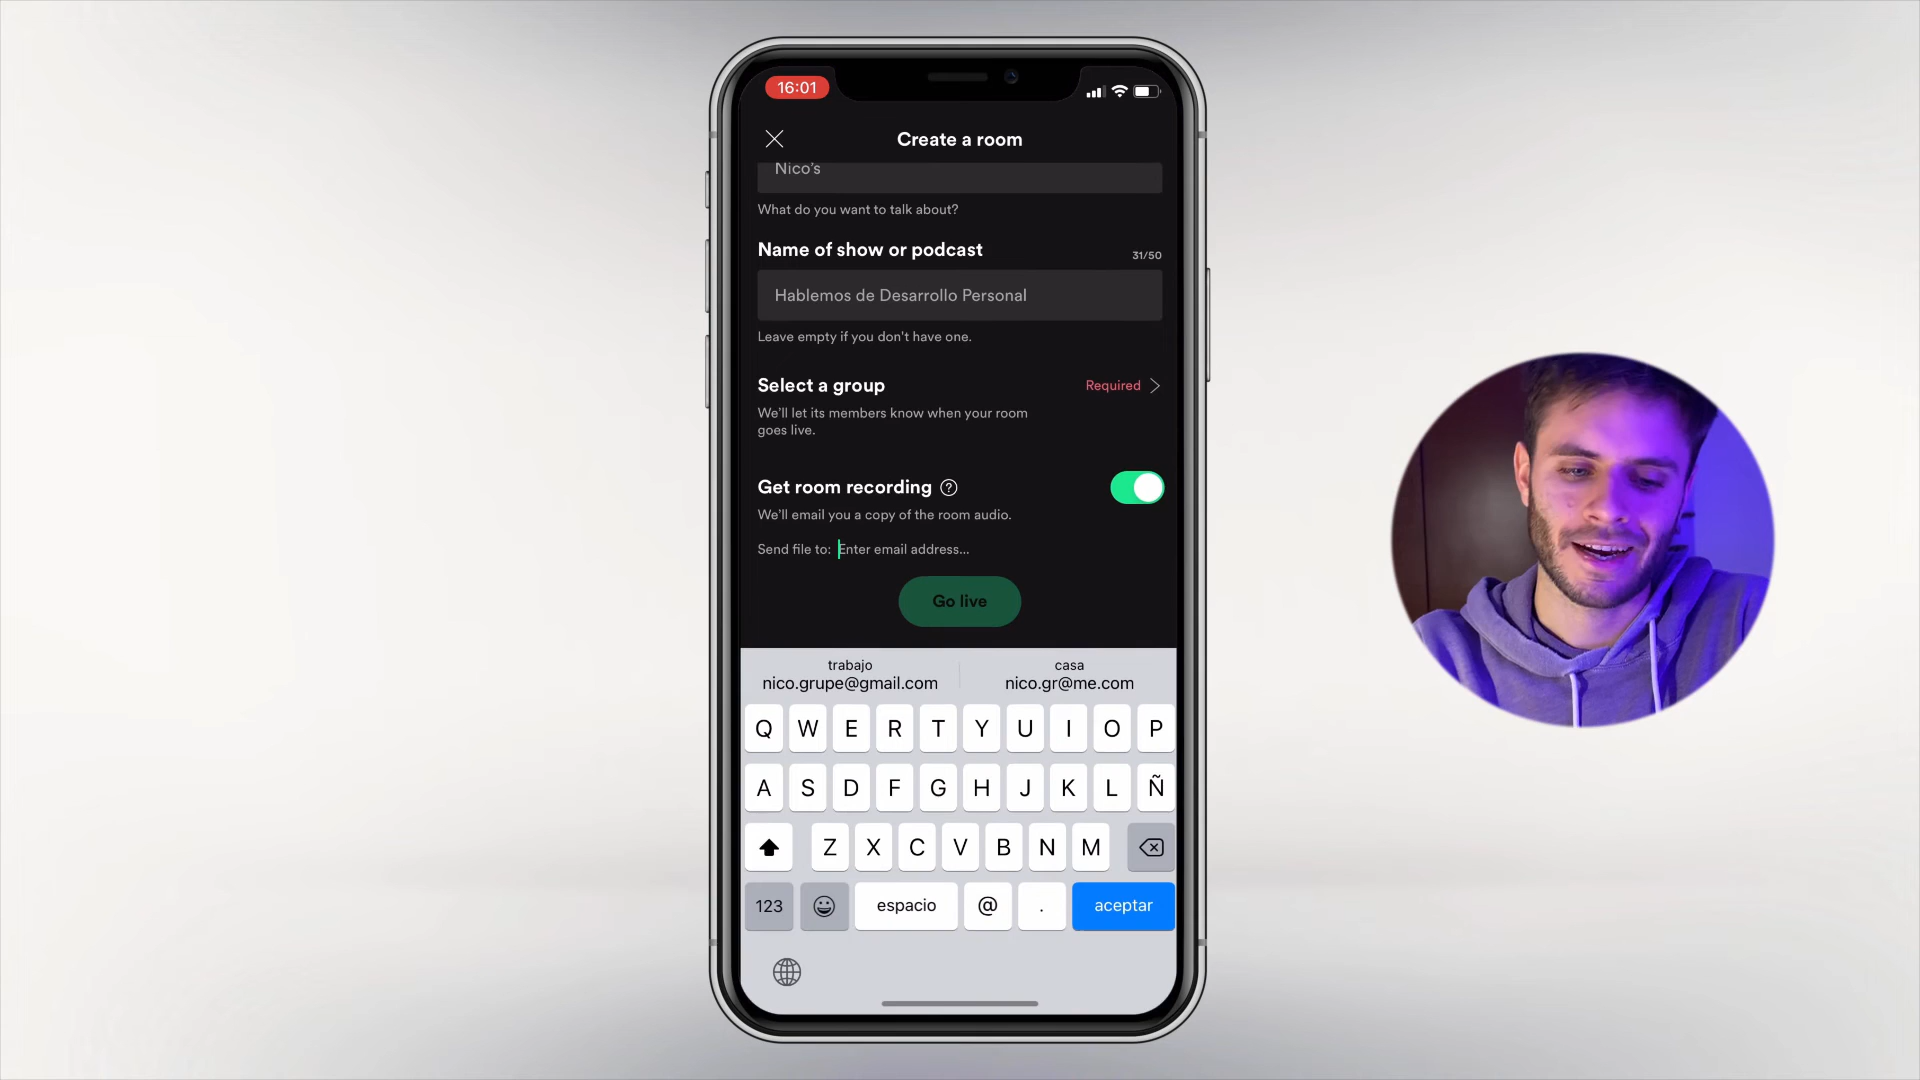 16:01
Create a room
Nico's
What do you want to talk about?
Name of show or podcast
31/50
Hablemos de Desarrollo Personal
Leave empty if you don't have one.
Select a group
Required
We'll let its members know when your room
goes live.
Get room recording ?
We'll email you a copy of the room audio.
Send file to: Enter email address...
Go live
trabajo
nico.grupe@gmail.com
casa
nico.gr@me.com
Q W E R T Y U I O P
A S D F G H J K L Ñ
Z X C V B N M
123 espacio @ . aceptar